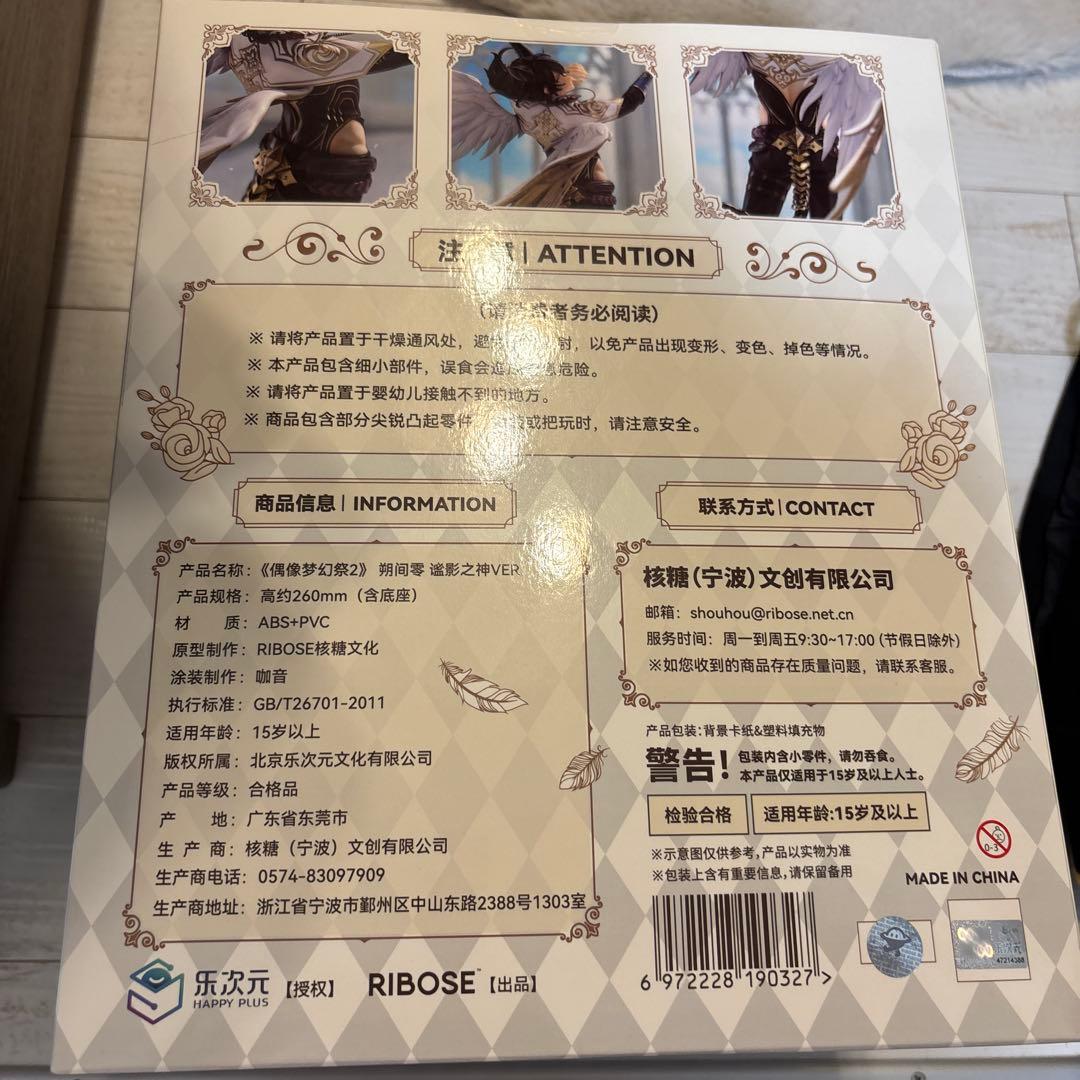 注 意 | ATTENTION
(请 者务必阅读)
※ 请将产品置于干燥通风处，避 射，以免产品出现变形、变色、掉色等情况。
※ 本产品包含细小部件，误食会 危险。
※ 请将产品置于婴幼儿接触不到的地方。
※ 商品包含部分尖锐凸起零件 或把玩时，请注意安全。
商品信息 | INFORMATION
产品名称：《偶像梦幻祭2》 朔间零 谧影之神VER
产品规格：高约260mm（含底座）
材 质：ABS+PVC
原型制作：RIBOSE核糖文化
涂装制作：咖音
执行标准：GB/T26701-2011
适用年龄：15岁以上
版权所属：北京乐次元文化有限公司
产品等级：合格品
产 地：广东省东莞市
生 产 商：核糖（宁波）文创有限公司
生产商电话：0574-83097909
生产商地址：浙江省宁波市鄞州区中山东路2388号1303室
联系方式 | CONTACT
核糖（宁波）文创有限公司
邮箱：shouhou@ribose.net.cn
服务时间：周一到周五9:30~17:00 (节假日除外)
※如您收到的商品存在质量问题，请联系客服。
产品包装：背景卡纸&塑料填充物
警告！ 包装内含小零件，请勿吞食。
本产品仅适用于15岁及以上人士。
检验合格 适用年龄:15岁及以上
※示意图仅供参考，产品以实物为准
※包装上含有重要信息，请保留备用
0-3
MADE IN CHINA
6 972228 190327 >
乐次元
47214388
乐次元 【授权】 RIBOSE™ 【出品】
HAPPY PLUS